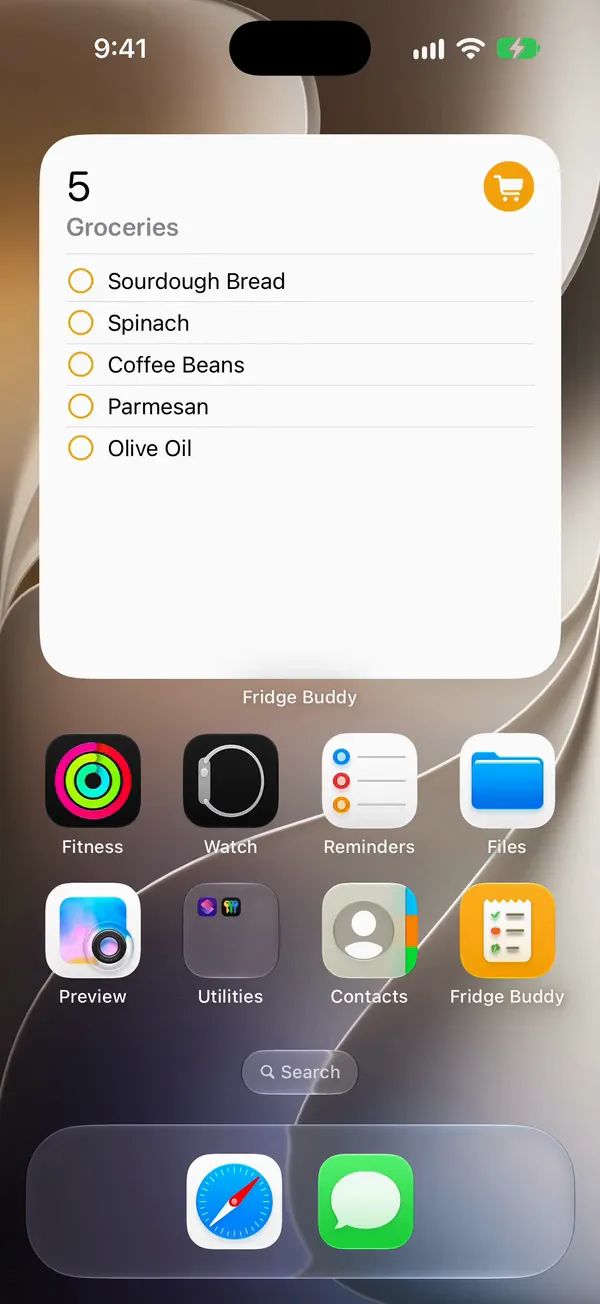 9:41
5
Groceries
Sourdough Bread
Spinach
Coffee Beans
Parmesan
Olive Oil
Fridge Buddy
Fitness
Watch
Reminders
Files
Preview
Utilities
Contacts
Fridge Buddy
Search